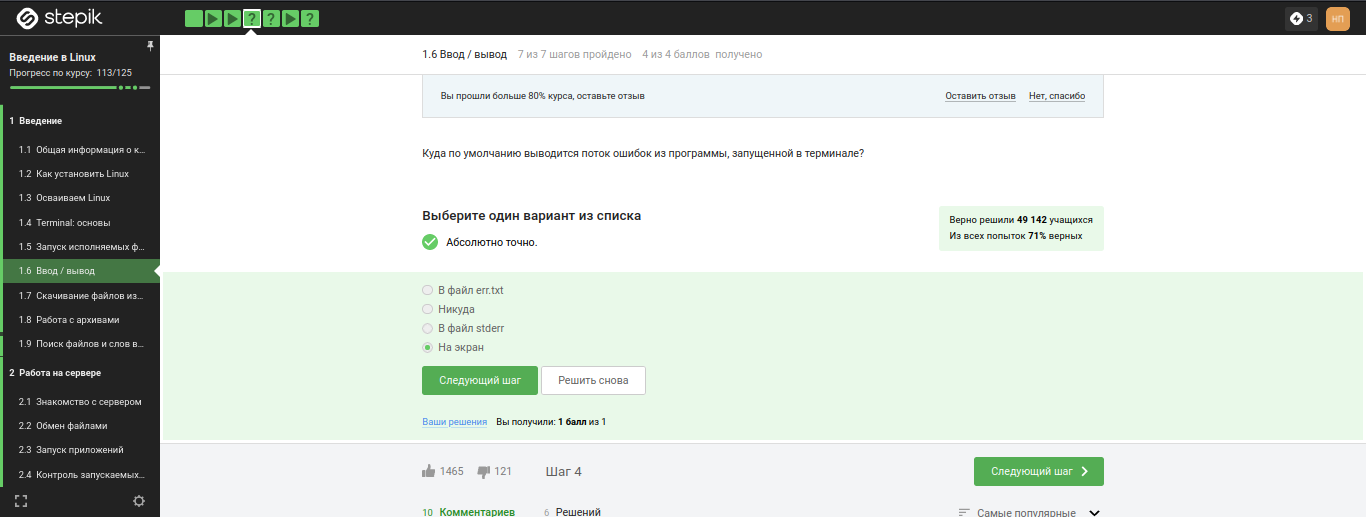 stepik
? ? ?
3
НП
Введение в Linux
Прогресс по курсу: 113/125
1 Введение
1.1 Общая информация о к...
1.2 Как установить Linux
1.3 Осваиваем Linux
1.4 Terminal: основы
1.5 Запуск исполняемых ф...
1.6 Ввод / вывод
1.7 Скачивание файлов из...
1.8 Работа с архивами
1.9 Поиск файлов и слов в...
2 Работа на сервере
2.1 Знакомство с сервером
2.2 Обмен файлами
2.3 Запуск приложений
2.4 Контроль запускаемых...
1.6 Ввод / вывод 7 из 7 шагов пройдено 4 из 4 баллов получено
Вы прошли больше 80% курса, оставьте отзыв Оставить отзыв Нет, спасибо
Куда по умолчанию выводится поток ошибок из программы, запущенной в терминале?
Выберите один вариант из списка
Абсолютно точно.
Верно решили 49 142 учащихся
Из всех попыток 71% верных
В файл err.txt
Никуда
В файл stderr
На экран
Следующий шаг Решить снова
Ваши решения Вы получили: 1 балл из 1
1465 121 Шаг 4 Следующий шаг
10 Комментариев 6 Решений Самые популярные